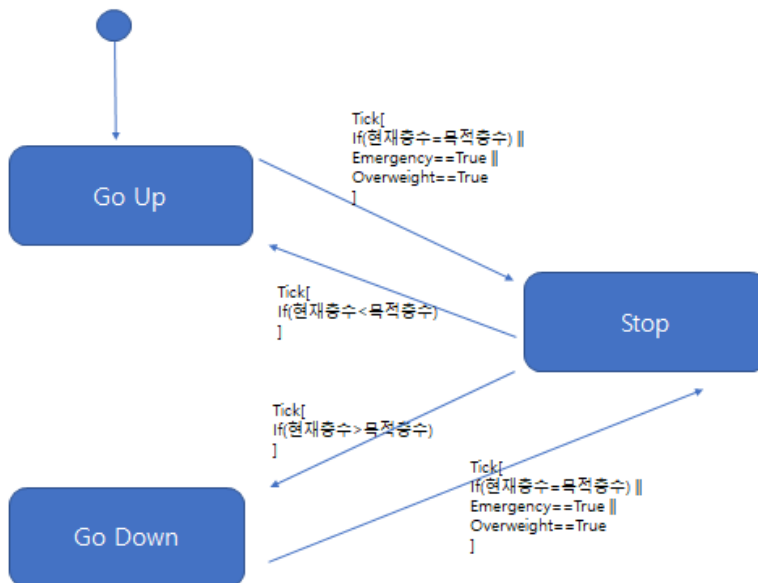 Tick[
If(현재층수=목적층수) ||
Emergency==True ||
Overweight==True
]
Go Up
Tick[
If(현재층수<목적층수)
]
Stop
Tick[
If(현재층수>목적층수)
]
Tick[
If(현재층수=목적층수) ||
Emergency==True ||
Overweight==True
]
Go Down